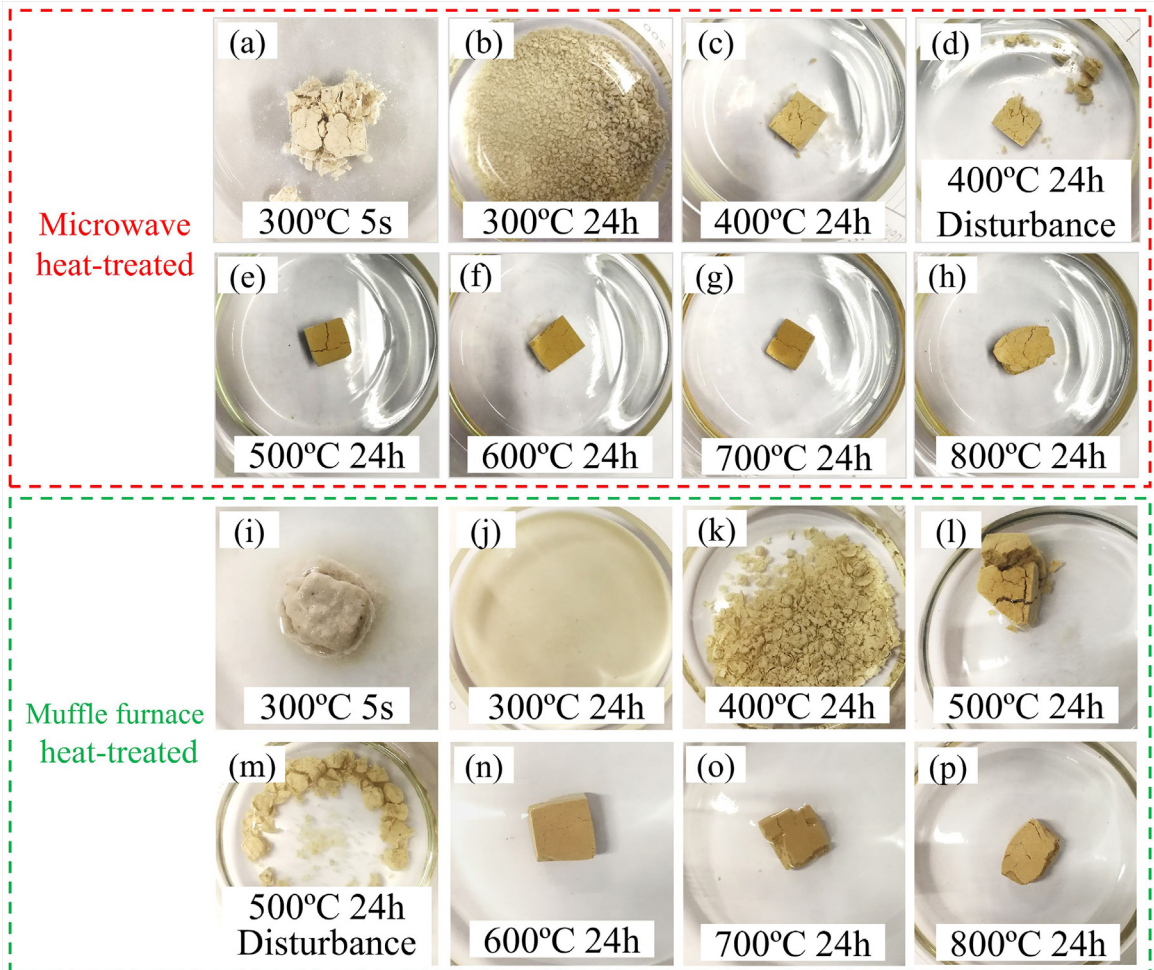 Microwave
heat-treated
(a)
300ºC 5s
(b)
300ºC 24h
(c)
400ºC 24h
(d)
400ºC 24h
Disturbance
(e)
500ºC 24h
(f)
600ºC 24h
(g)
700ºC 24h
(h)
800ºC 24h
Muffle furnace
heat-treated
(i)
300ºC 5s
(j)
300ºC 24h
(k)
400ºC 24h
(l)
500ºC 24h
(m)
500ºC 24h
Disturbance
(n)
600ºC 24h
(o)
700ºC 24h
(p)
800ºC 24h